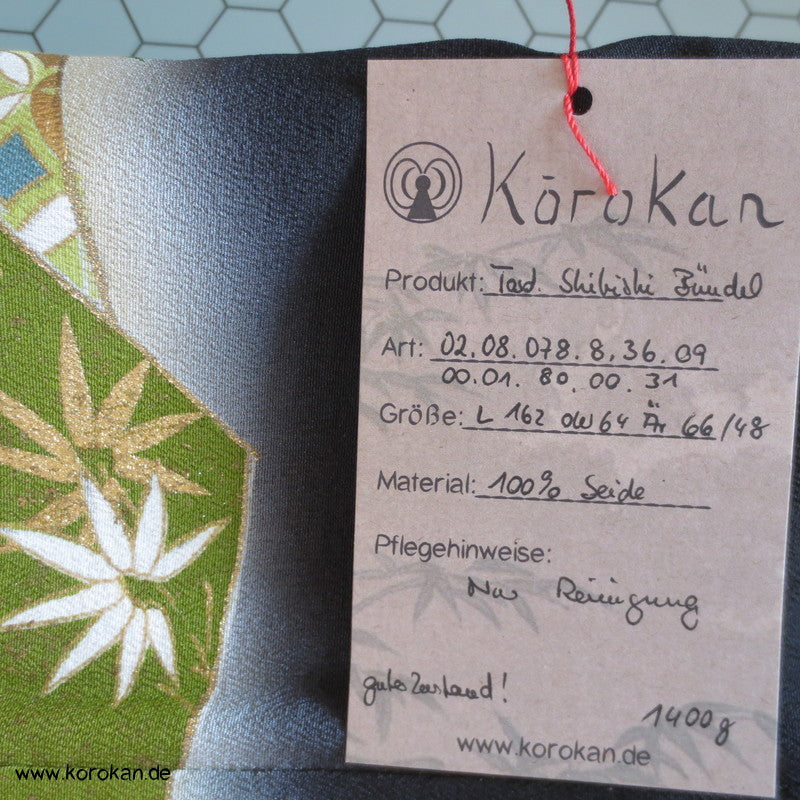 Kōrokan
Produkt: Trad. Shibishi Bündel
Art: 02.08.078.8.36.09
00.01.80.00.31
Größe: L 162 OW 64 Är 66/48
Material: 100% Seide
Pflegehinweise:
Nur Reinigung
guter Zustand!
1400g
www.korokan.de
www.korokan.de